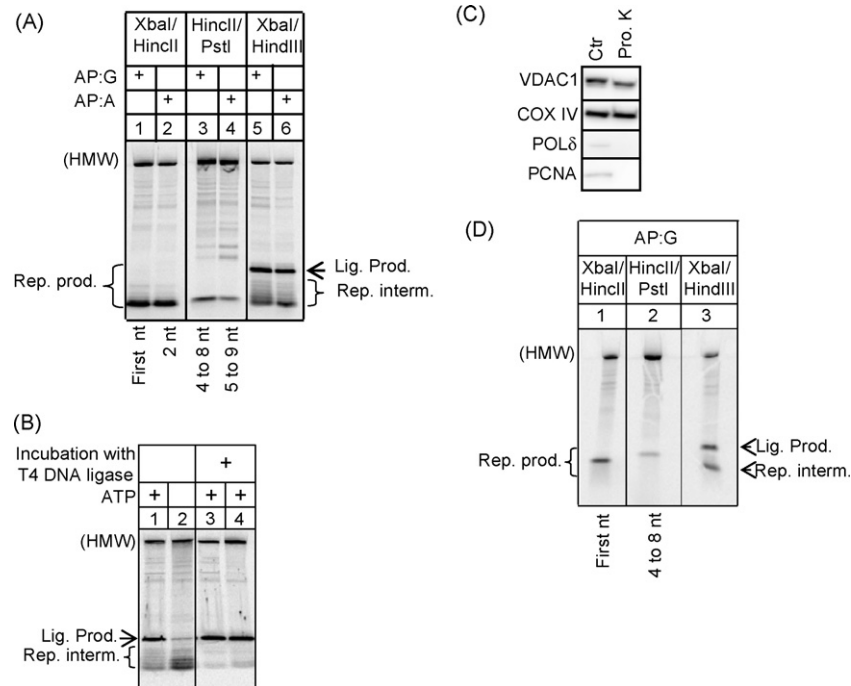 (A)
XbaI/ HincII/ XbaI/
HincII PstI HindIII
AP:G + + +
AP:A + + +
1 2 3 4 5 6
(HMW)
Rep. prod.
Lig. Prod.
Rep. interm.
First nt
2 nt
4 to 8 nt
5 to 9 nt
(B)
Incubation with +
T4 DNA ligase
ATP + + +
1 2 3 4
(HMW)
Lig. Prod.
Rep. interm.
(C)
Ctr
Pro. K
VDAC1
COX IV
POLδ
PCNA
(D)
AP:G
XbaI/ HincII/ XbaI/
HincII PstI HindIII
1 2 3
(HMW)
Rep. prod.
Lig. Prod.
Rep. interm.
First nt
4 to 8 nt